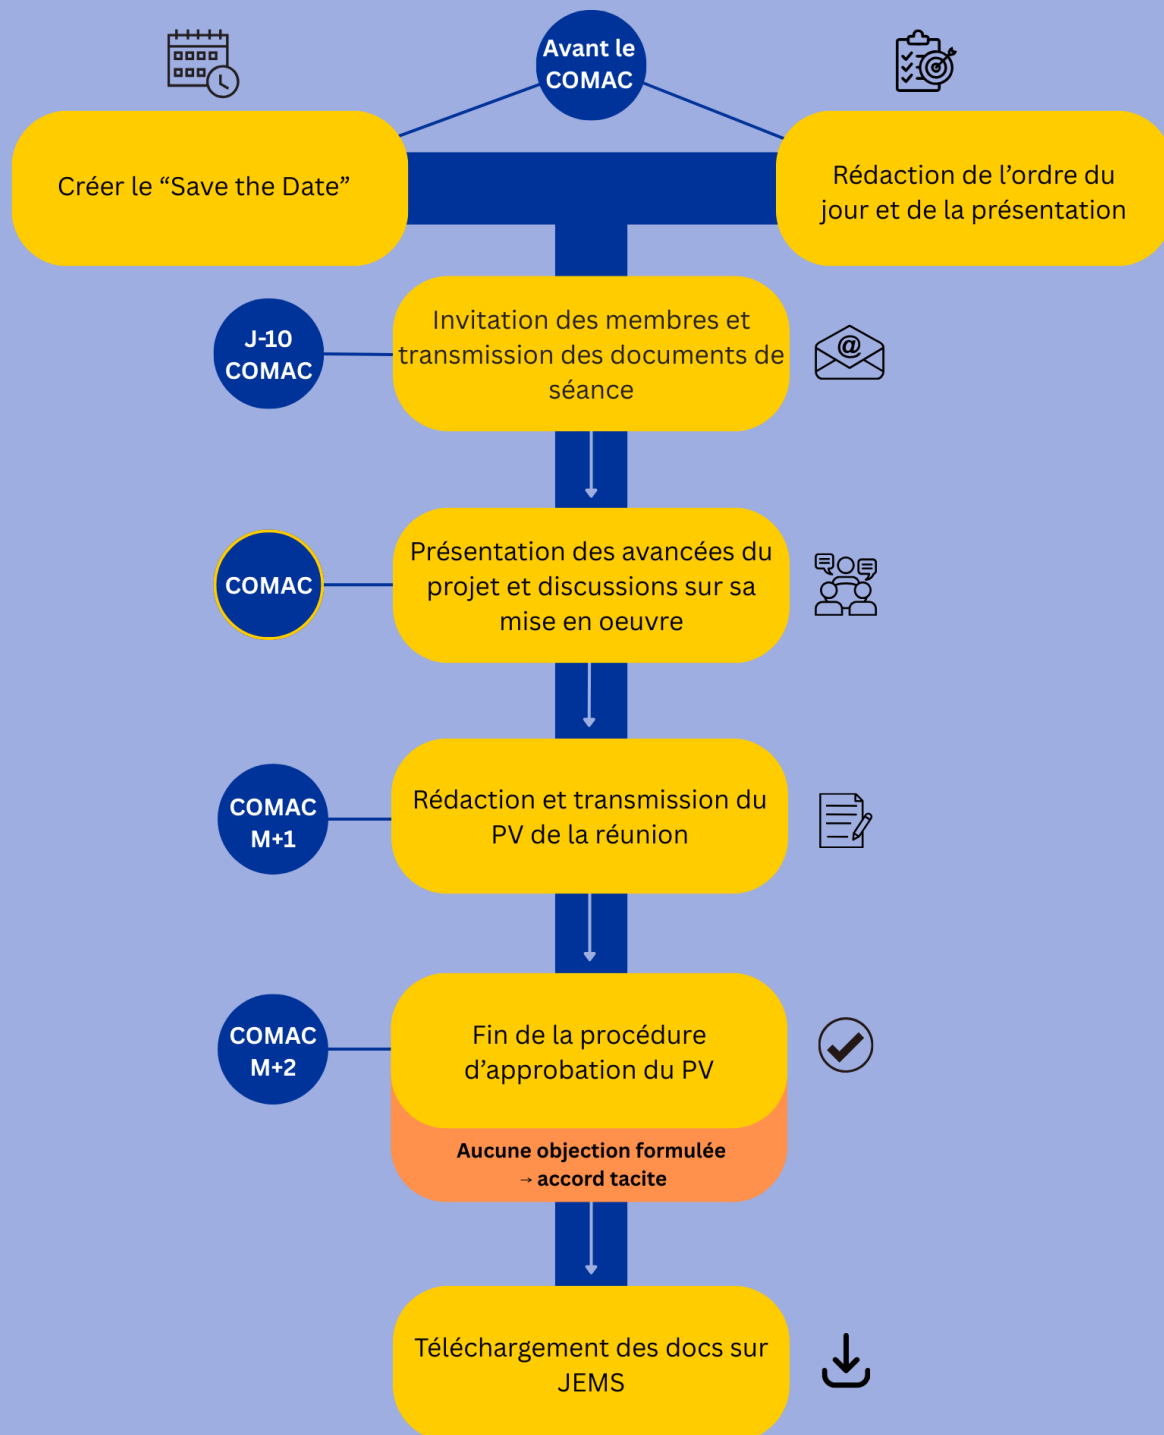 Avant le
COMAC
Créer le “Save the Date”
Rédaction de l’ordre du
jour et de la présentation
J-10
COMAC
Invitation des membres et
transmission des documents de
séance
@
COMAC
Présentation des avancées du
projet et discussions sur sa
mise en oeuvre
COMAC
M+1
Rédaction et transmission du
PV de la réunion
COMAC
M+2
Fin de la procédure
d’approbation du PV
Aucune objection formulée
→ accord tacite
Téléchargement des docs sur
JEMS